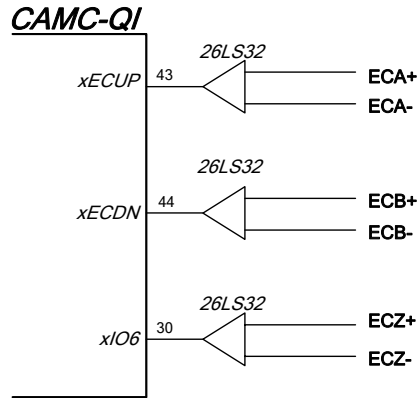 CAMC-QI
26LS32
xECUP 43 ECA+
ECA-
26LS32
xECDN 44 ECB+
ECB-
26LS32
xIO6 30 ECZ+
ECZ-